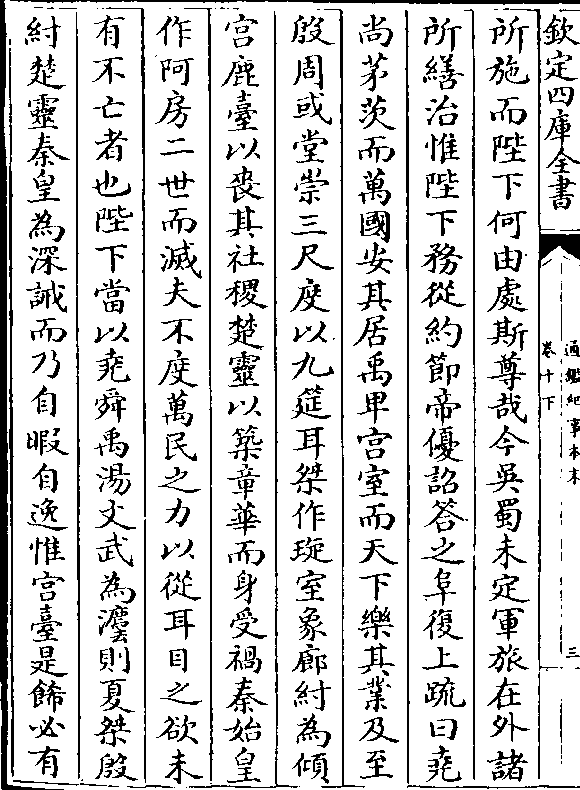 欽定四庫全書
通鑑紀事本末
卷十下
三
所施而陛下何由處斯尊哉今吳蜀未定軍旅在外諸
所繕治惟陛下務從約節帝優詔答之阜復上疏曰堯
尚茅茨而萬國安其居禹卑宫室而天下樂其業及至
殷周或堂崇三尺度以九筵耳桀作琁室象廊紂為傾
宫鹿臺以喪其社稷楚靈以築章華而身受禍秦始皇
作阿房二世而滅夫不度萬民之力以從耳目之欲未
有不亡者也陛下當以堯舜禹湯文武為灋則夏桀殷
紂楚靈秦皇為深誡而乃自暇自逸惟宫臺是飾必有